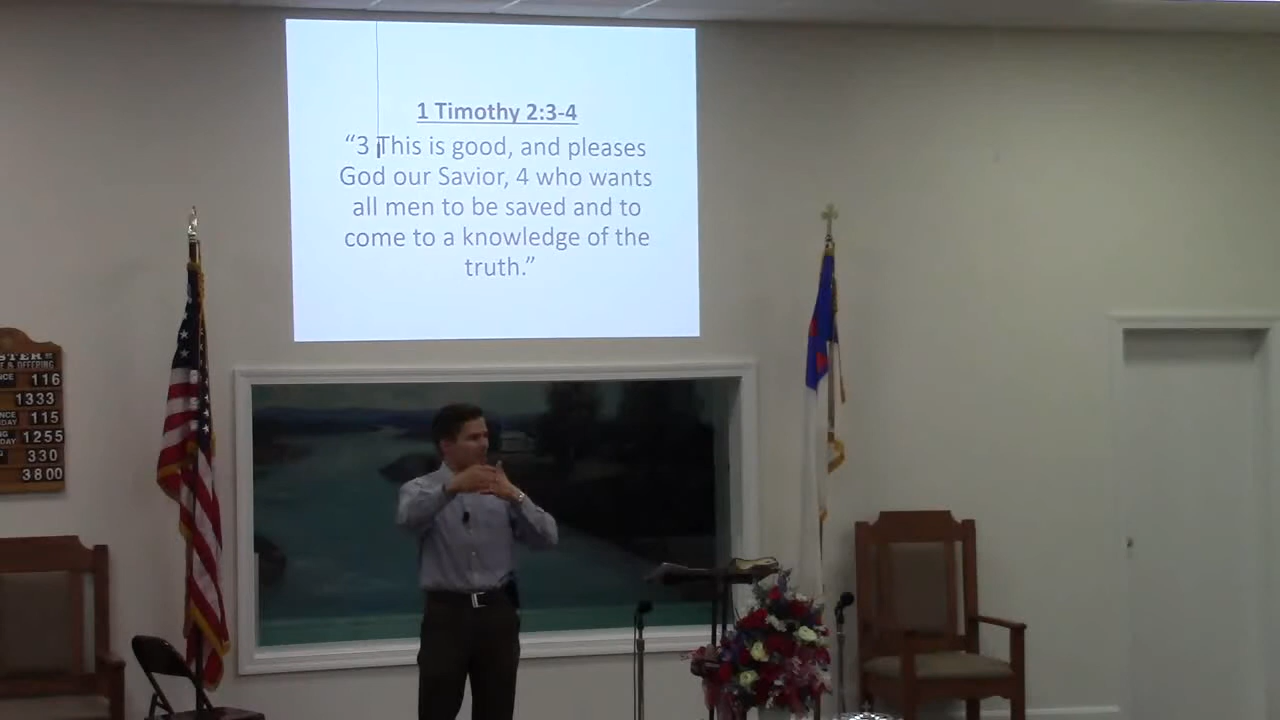 1 Timothy 2:3-4
“3 This is good, and pleases
God our Savior, 4 who wants
all men to be saved and to
come to a knowledge of the
truth.”
& OFFERING
116
1333
115
1255
330
3800